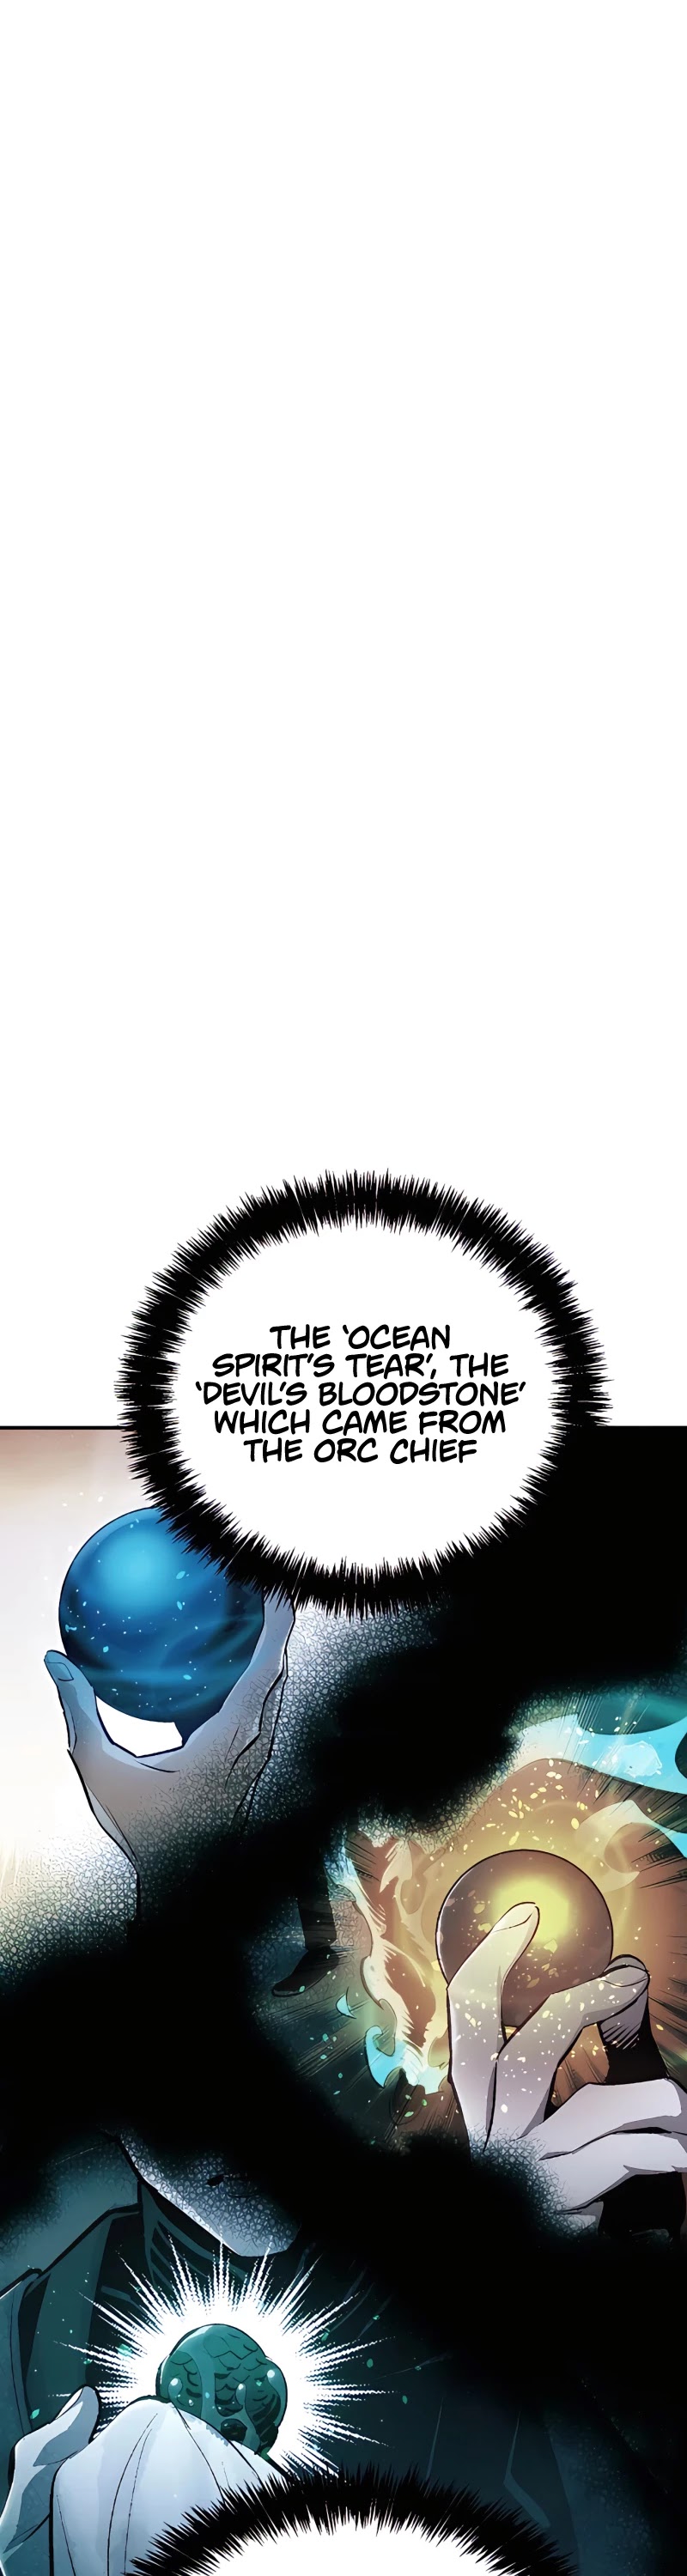 THE 'OCEAN
SPIRIT'S TEAR', THE
'DEVIL'S BLOODSTONE'
WHICH CAME FROM
THE ORC CHIEF